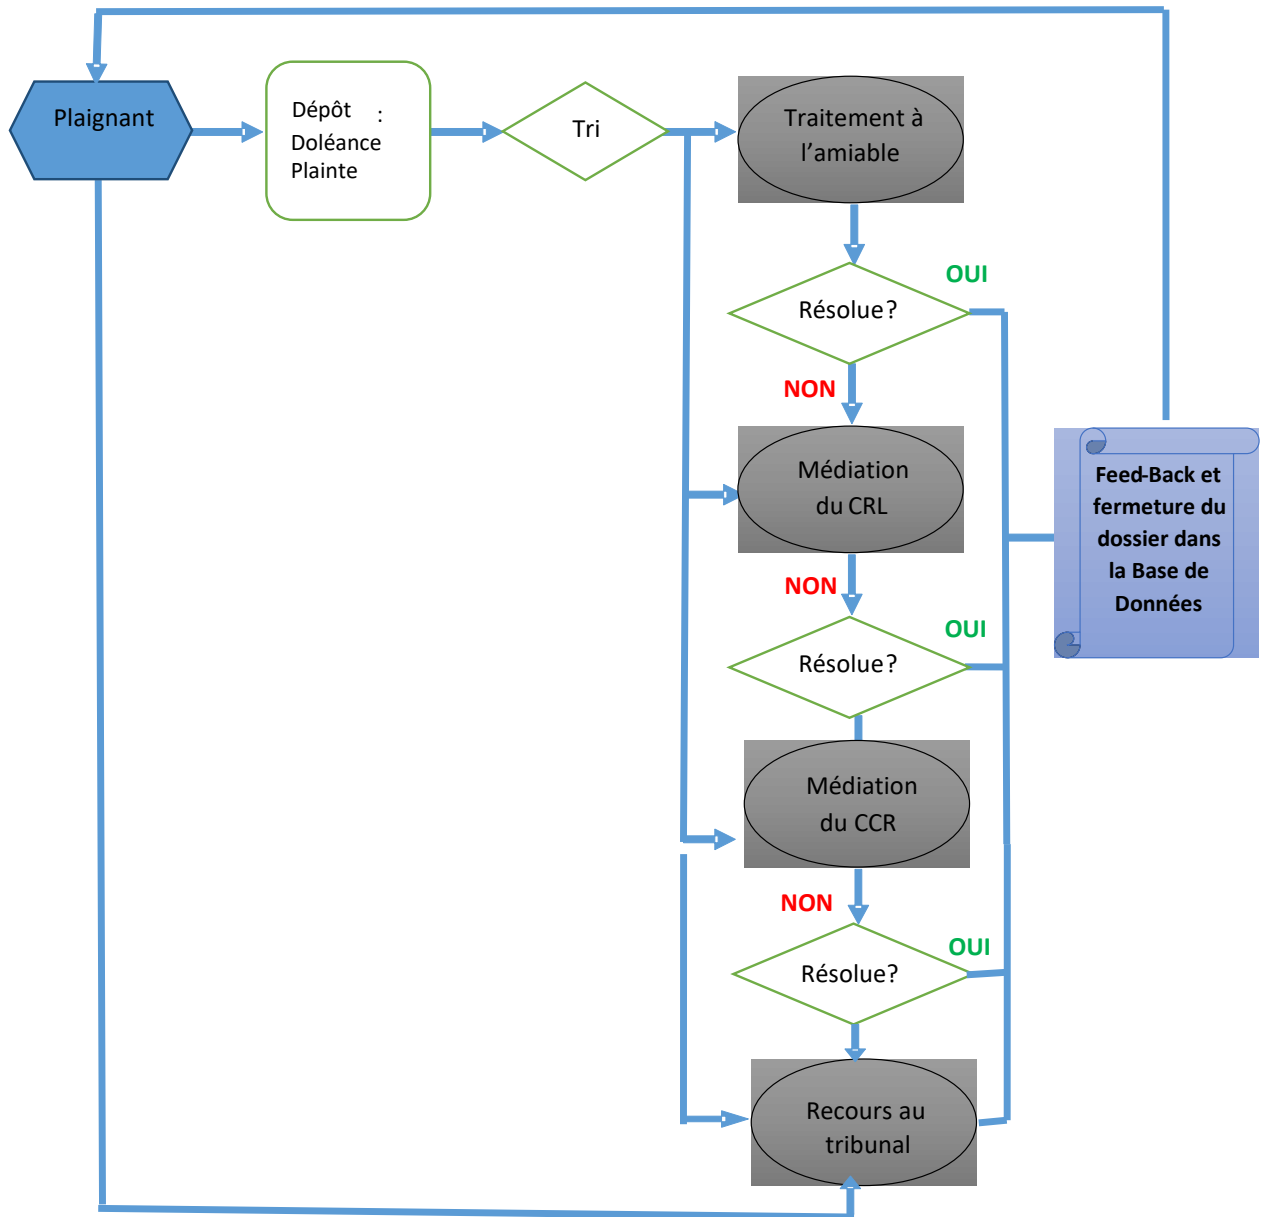 Plaignant
Dépôt :
Doléance
Plainte
Tri
Traitement à
l’amiable
Résolue?
OUI
NON
Médiation
du CRL
NON
Résolue?
OUI
Médiation
du CCR
NON
Résolue?
OUI
Recours au
tribunal
Feed-Back et
fermeture du
dossier dans
la Base de
Données